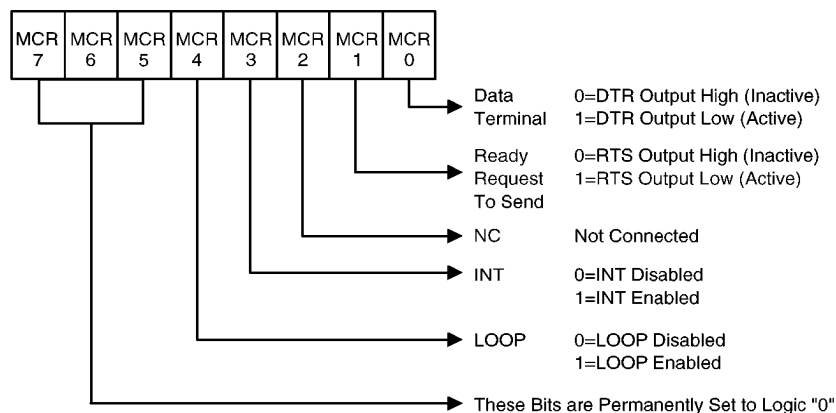 MCR MCR MCR MCR MCR MCR MCR MCR
7 6 5 4 3 2 1 0
Data 0=DTR Output High (Inactive)
Terminal 1=DTR Output Low (Active)
Ready 0=RTS Output High (Inactive)
Request 1=RTS Output Low (Active)
To Send
NC Not Connected
INT 0=INT Disabled
1=INT Enabled
LOOP 0=LOOP Disabled
1=LOOP Enabled
These Bits are Permanently Set to Logic "0"